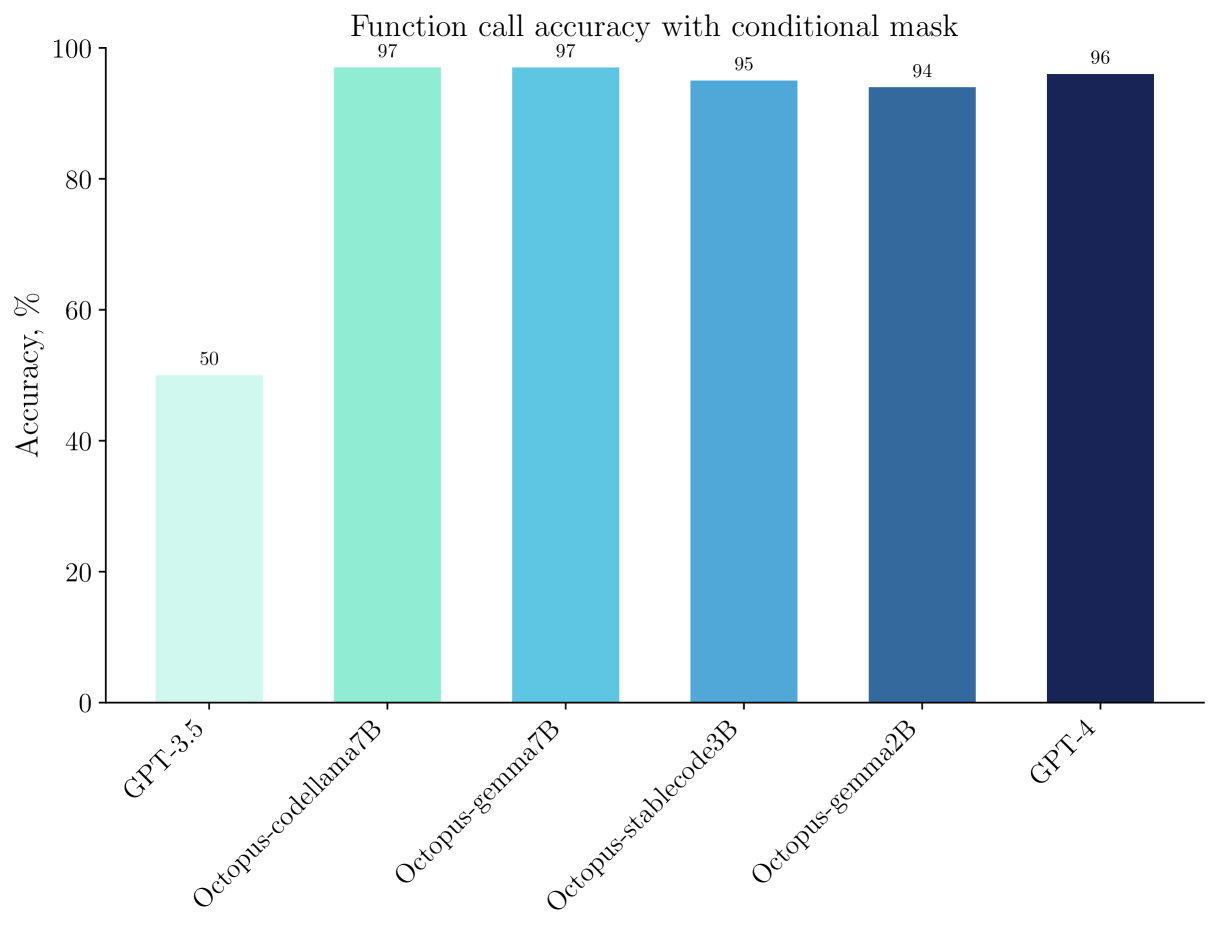 Function call accuracy with conditional mask
Accuracy, %
100
80
60
40
20
0
50
97
97
95
94
96
GPT-3.5
Octopus-codellama7B
Octopus-gemma7B
Octopus-stablecode3B
Octopus-gemma2B
GPT-4